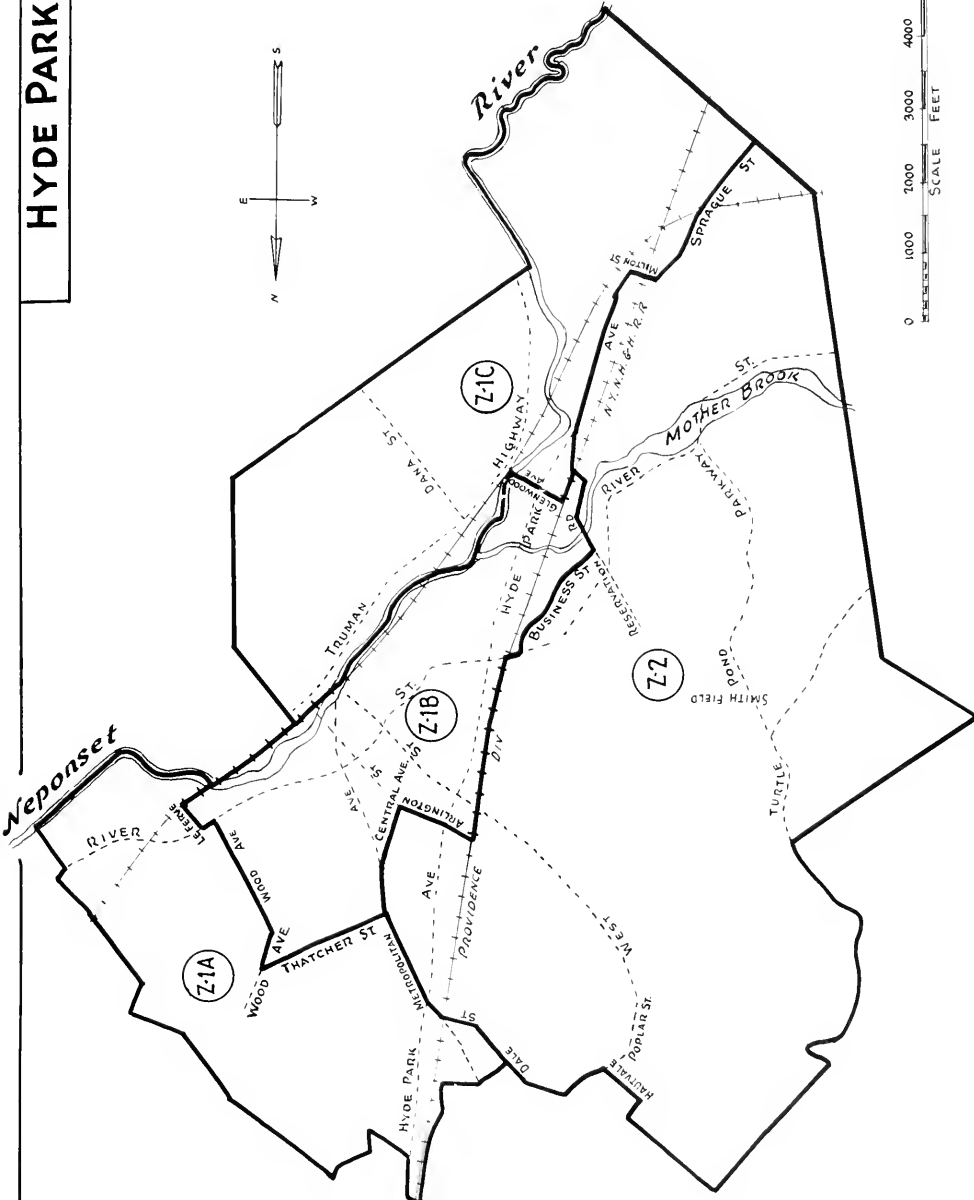 HYDE PARK
N
S
E
W
River
0 1000 2000 3000 4000
SCALE FEET
Neponset
RIVER
LE FERVE
WOOD AVE
WOOD AVE
THATCHER ST
Z-1A
METROPOLITAN
AVE
CENTRAL AVE.
ARLINGTON
ST
AVE
ST
ST.
Z-1B
TRUMAN
HIGHWAY
DANA ST
Z-1C
GLENWOOD AVE
HYDE PARK
AVE
HYDE PARK
PROVIDENCE
DIV
BUSINESS ST
RESERVATION
RD
RIVER
ST.
MOTHER BROOK
N.Y. N.H. & H. R.R
AVE
MILTON ST
SPRAGUE ST
TURTLE
POND
PARKWAY
SMITH FIELD
Z-2
WEST
POPLAR ST.
HAUTVALE
DALE
ST